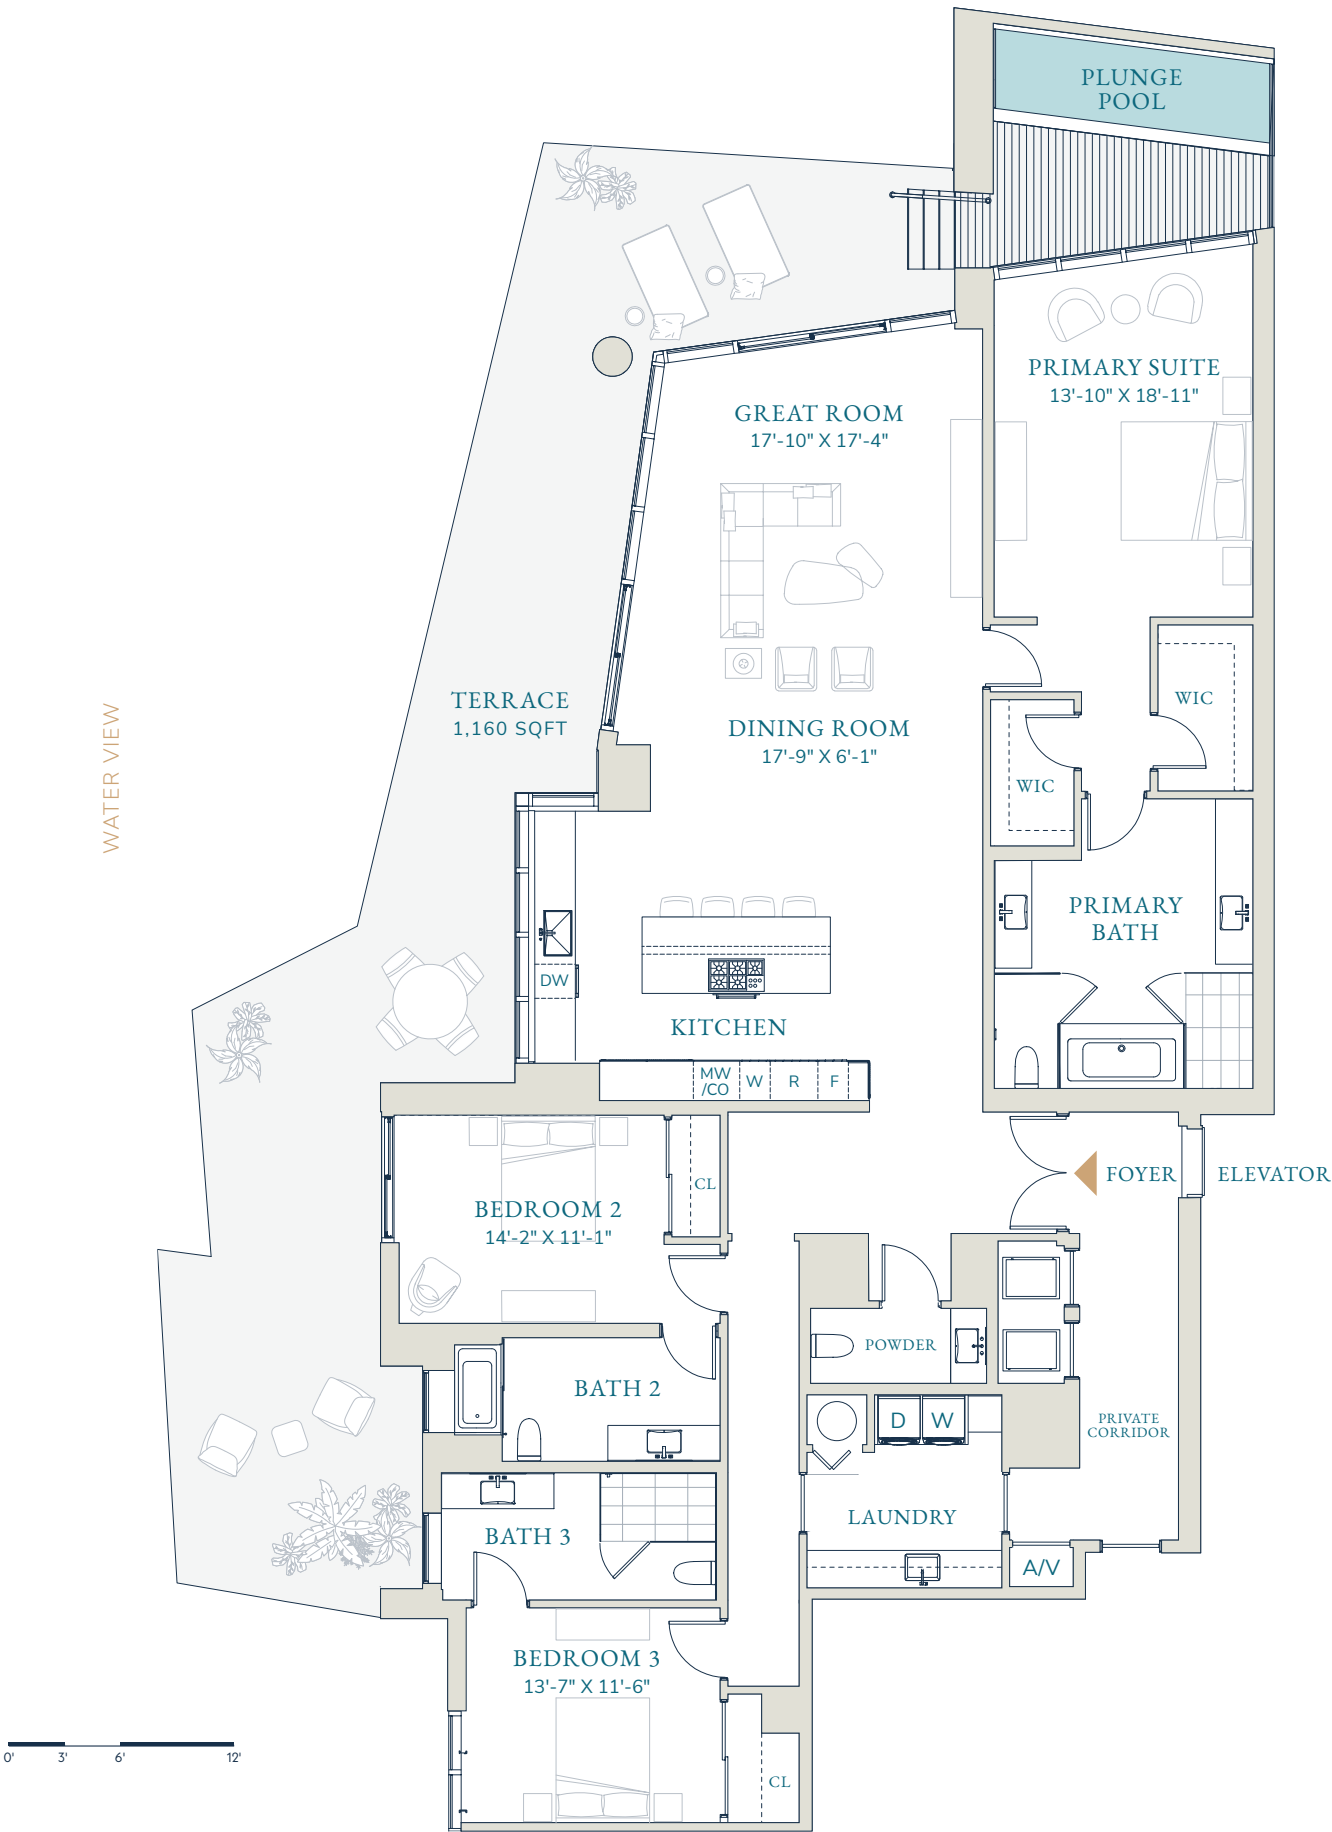 PLUNGE
POOL
PRIMARY SUITE
13'-10" X 18'-11"
GREAT ROOM
17'-10" X 17'-4"
TERRACE
1,160 SQFT
WATER VIEW
DINING ROOM
17'-9" X 6'-1"
WIC
WIC
PRIMARY
BATH
DW
KITCHEN
MW
/CO
W
R
F
FOYER
ELEVATOR
CL
BEDROOM 2
14'-2" X 11'-1"
POWDER
BATH 2
D
W
PRIVATE
CORRIDOR
LAUNDRY
BATH 3
A/V
BEDROOM 3
13'-7" X 11'-6"
CL
0'
3'
6'
12'